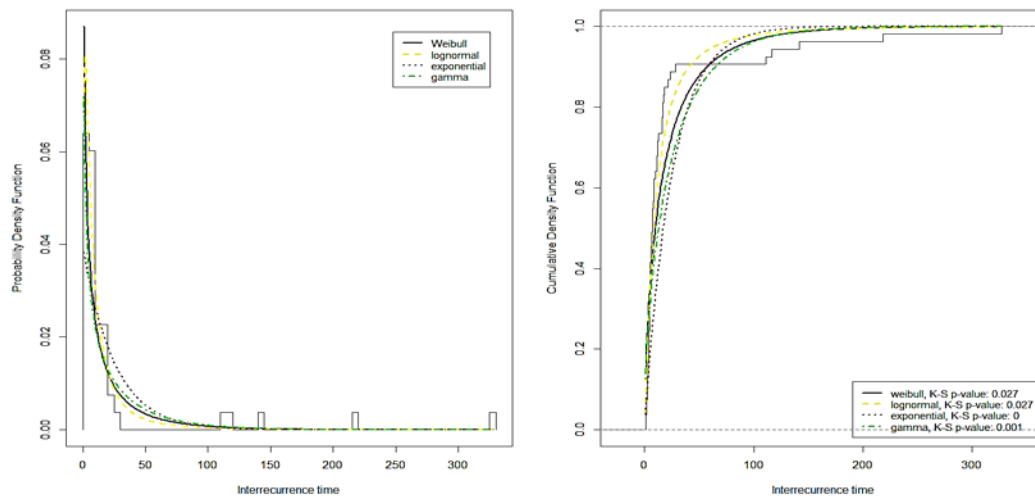 Weibull
lognormal
exponential
gamma
Probability Density Function
0.00
0.02
0.04
0.06
0.08
0
50
100
150
200
250
300
Interrecurrence time
Cumulative Density Function
0.0
0.2
0.4
0.6
0.8
1.0
weibull, K-S p-value: 0.027
lognormal, K-S p-value: 0.027
exponential, K-S p-value: 0
gamma, K-S p-value: 0.001
0
100
200
300
Interrecurrence time